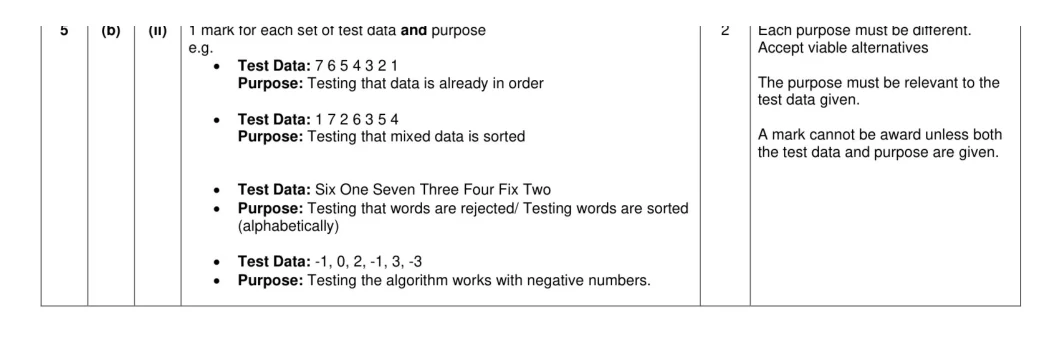 5 (b) (ii) 1 mark for each set of test data and purpose 2 Each purpose must be different.
e.g. Accept viable alternatives
• Test Data: 7 6 5 4 3 2 1
Purpose: Testing that data is already in order The purpose must be relevant to the
test data given.
• Test Data: 1 7 2 6 3 5 4
Purpose: Testing that mixed data is sorted A mark cannot be award unless both
the test data and purpose are given.
• Test Data: Six One Seven Three Four Fix Two
• Purpose: Testing that words are rejected/ Testing words are sorted
(alphabetically)
• Test Data: -1, 0, 2, -1, 3, -3
• Purpose: Testing the algorithm works with negative numbers.